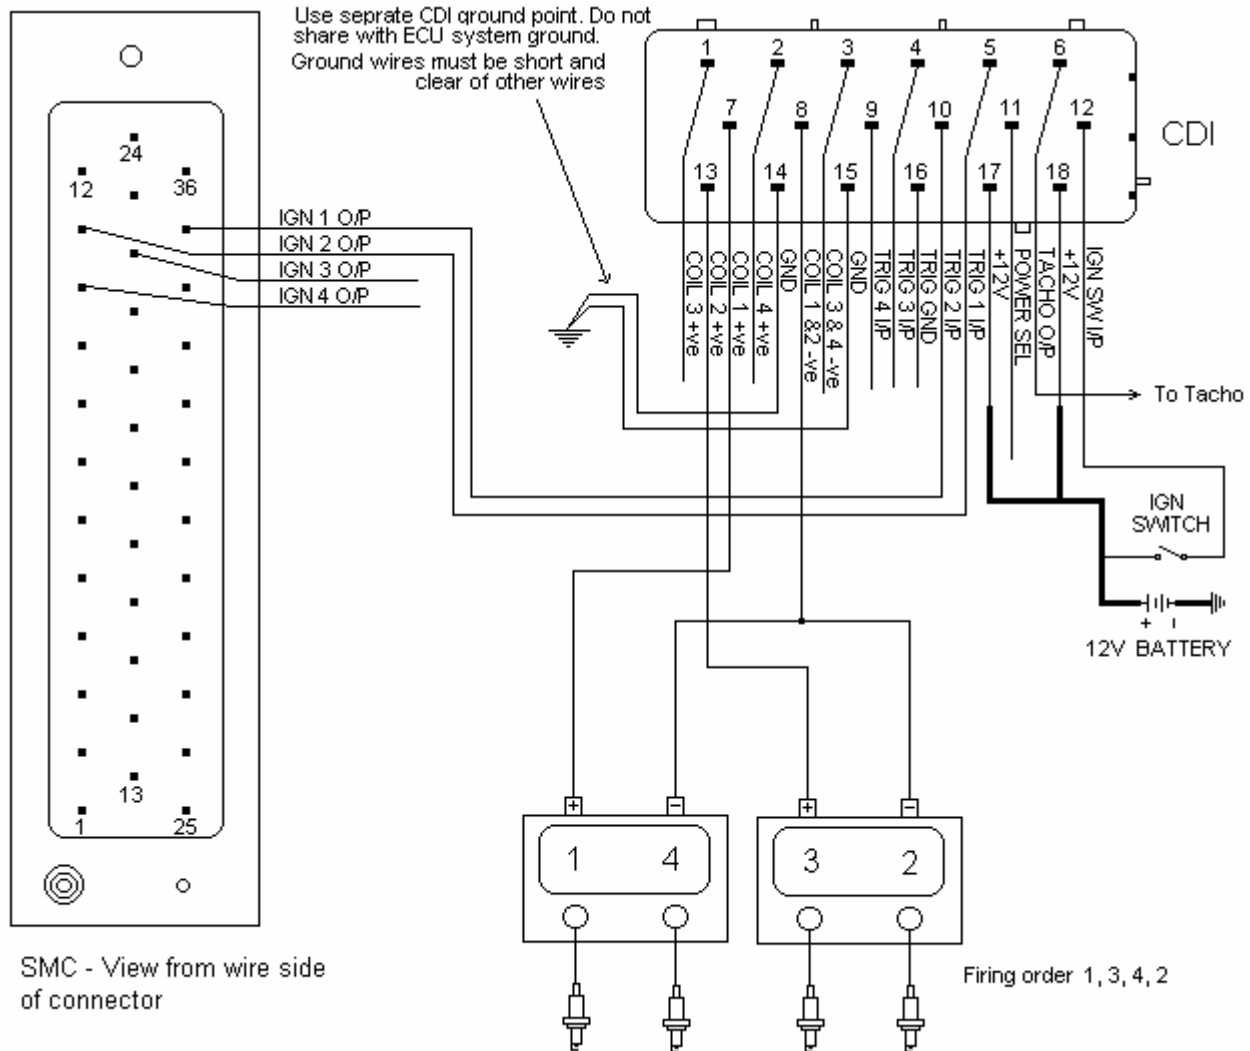 Use seprate CDI ground point. Do not
share with ECU system ground.
Ground wires must be short and
clear of other wires
1 2 3 4 5 6
7 8 9 10 11 12
CDI
13 14 15 16 17 18
24
12 36
IGN 1 O/P
IGN 2 O/P
IGN 3 O/P
IGN 4 O/P
COIL 3 +ve
COIL 2 +ve
COIL 1 +ve
COIL 4 +ve
GND
COIL 1 &2 -ve
COIL 3 & 4 -ve
GND
TRIG 4 I/P
TRIG 3 I/P
TRIG GND
TRIG 2 I/P
TRIG 1 I/P
+12V
POWER SEL
TACHO O/P
+12V
IGN SW I/P
To Tacho
IGN
SWITCH
+ -
12V BATTERY
13
1 25
+ - + -
1 4 3 2
SMC - View from wire side
of connector
Firing order 1, 3, 4, 2